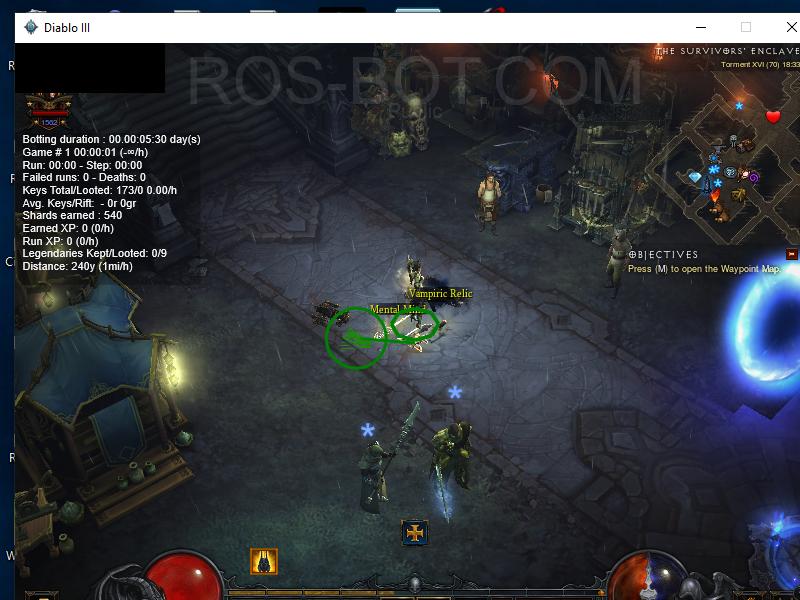 Diablo III
THE SURVIVORS' ENCLAVE
Torment XVI (70) 18:33
ROS-BOT.COM
1562
Botting duration : 00.00:05:30 day(s)
Game # 1 00:00:01 (-∞/h)
Run: 00:00 - Step: 00:00
Failed runs: 0 - Deaths: 0
Keys Total/Looted: 173/0 0.00/h
Avg. Keys/Rift:  - 0r 0gr
Shards earned : 540
Earned XP: 0 (0/h)
Run XP: 0 (0/h)
Legendaries Kept/Looted: 0/9
Distance: 240y (1mi/h)
OBJECTIVES
Press (M) to open the Waypoint Map.
Vampiric Relic
Mental Mind